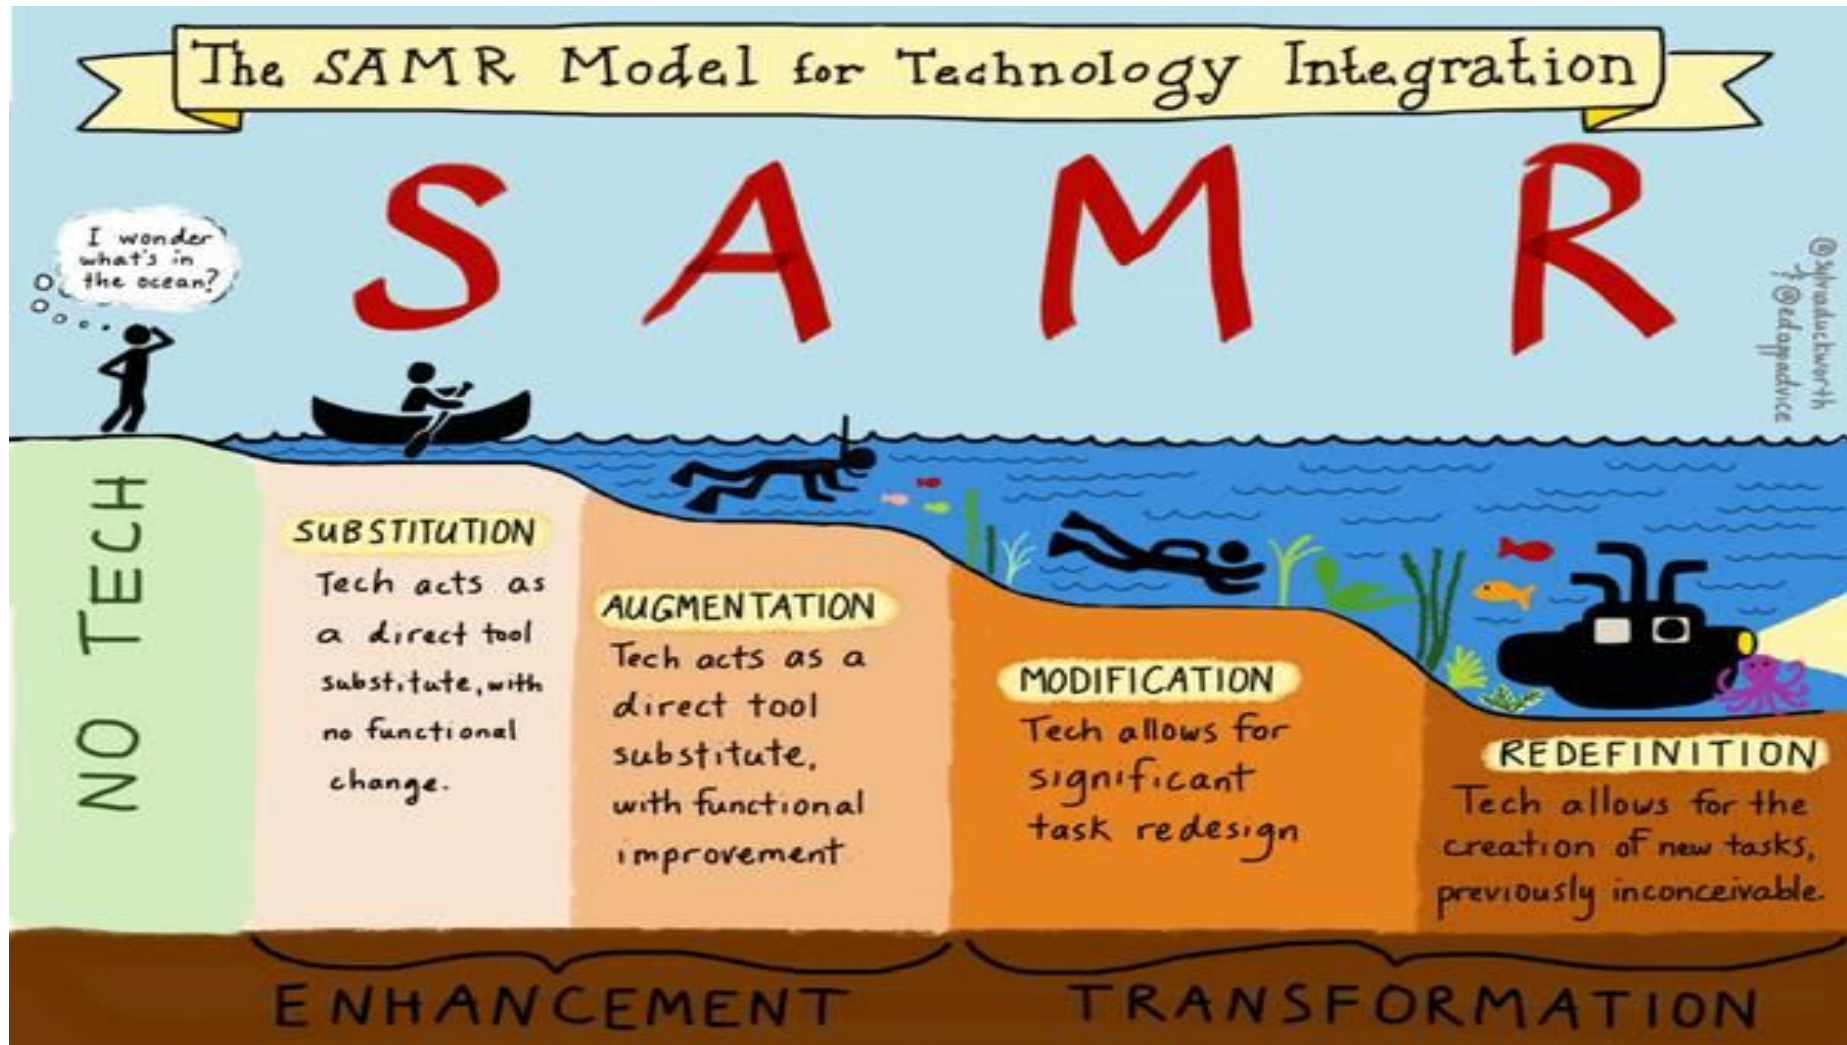 The SAMR Model for Technology Integration
S A M R
I wonder
what's in
the ocean?
@sylviaduckworth
@edappadvice
NO TECH
SUBSTITUTION
Tech acts as
a direct tool
substitute, with
no functional
change.
AUGMENTATION
Tech acts as a
direct tool
substitute,
with functional
improvement
MODIFICATION
Tech allows for
significant
task redesign
REDEFINITION
Tech allows for the
creation of new tasks,
previously inconceivable.
ENHANCEMENT
TRANSFORMATION